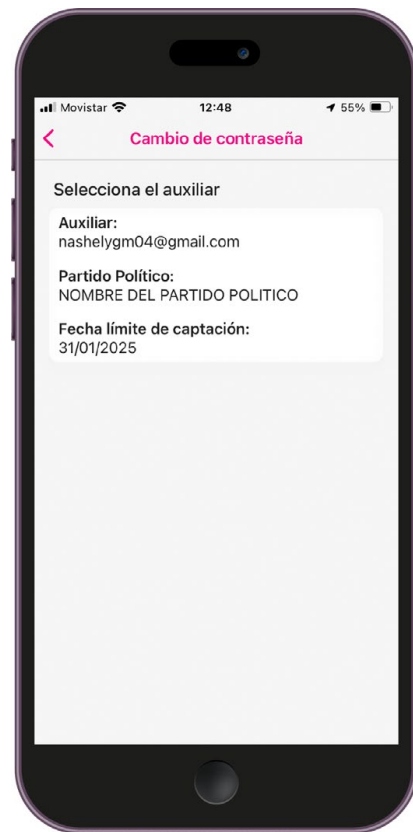 Movistar 12:48 55%
Cambio de contraseña
Selecciona el auxiliar
Auxiliar:
nashelygm04@gmail.com
Partido Político:
NOMBRE DEL PARTIDO POLITICO
Fecha límite de captación:
31/01/2025